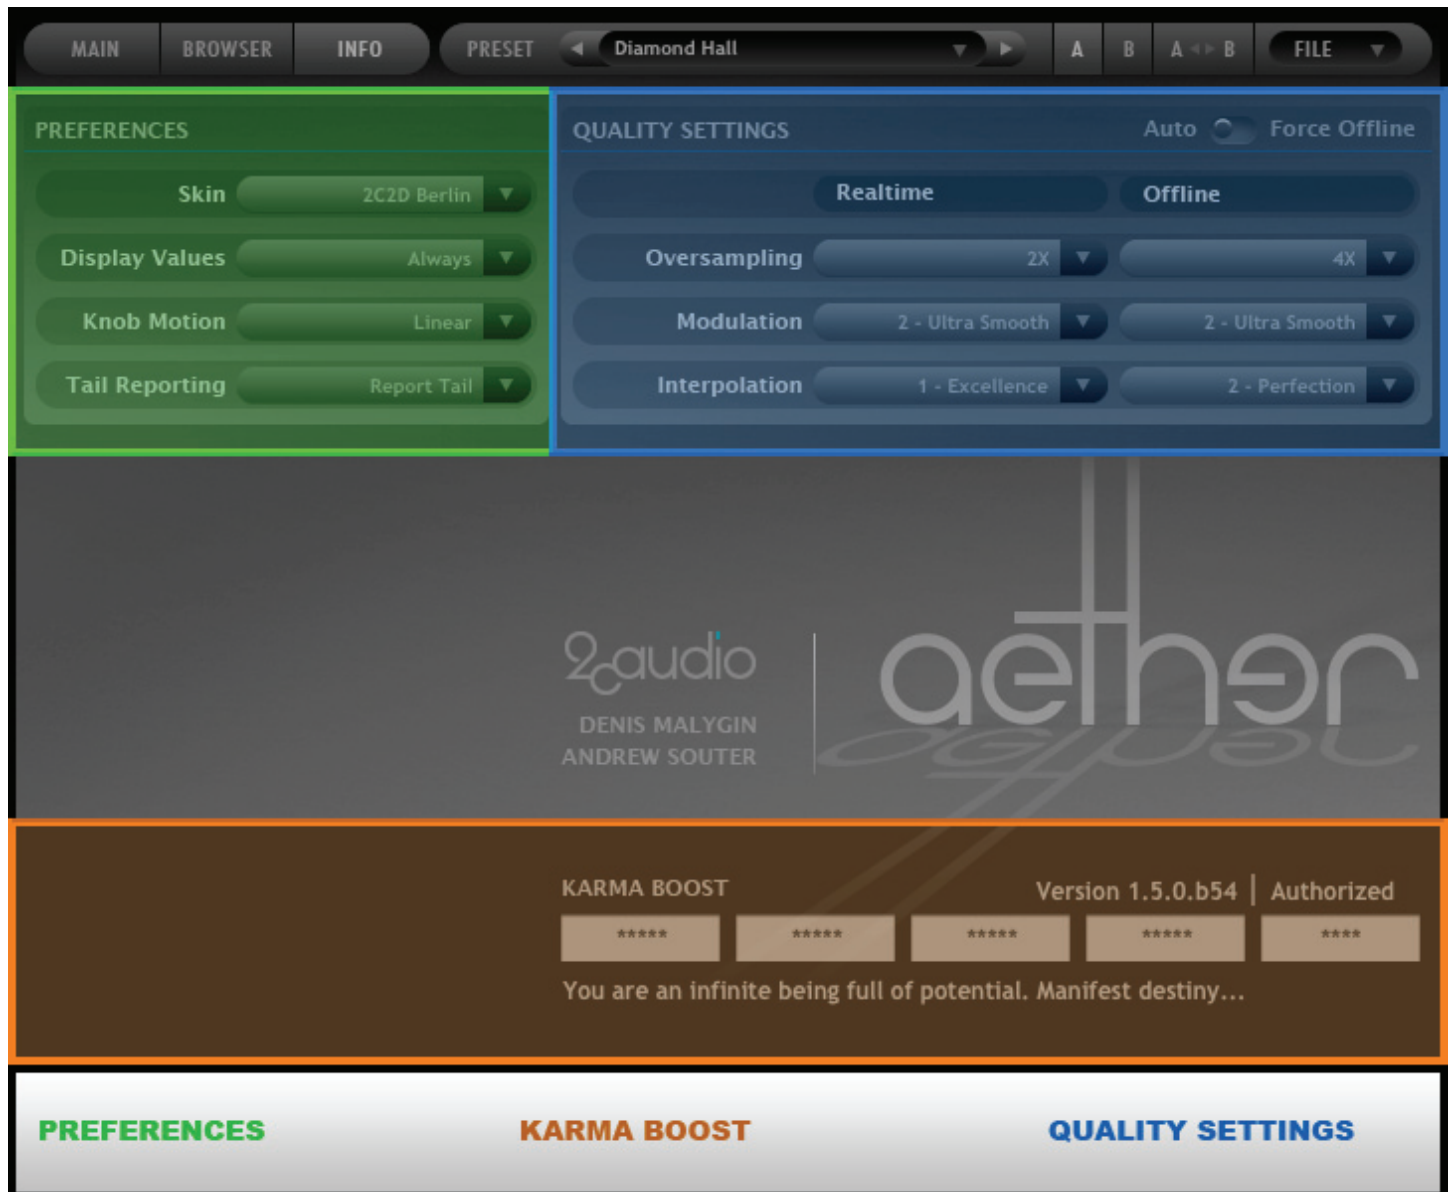 MAIN BROWSER INFO PRESET Diamond Hall A B A B FILE
PREFERENCES
Skin 2C2D Berlin
Display Values Always
Knob Motion Linear
Tail Reporting Report Tail
QUALITY SETTINGS Auto Force Offline
Realtime Offline
Oversampling 2X 4X
Modulation 2 - Ultra Smooth 2 - Ultra Smooth
Interpolation 1 - Excellence 2 - Perfection
2caudio
DENIS MALYGIN
ANDREW SOUTER
aether
KARMA BOOST Version 1.5.0.b54 | Authorized
***** ***** ***** ***** ****
You are an infinite being full of potential. Manifest destiny...
PREFERENCES KARMA BOOST QUALITY SETTINGS